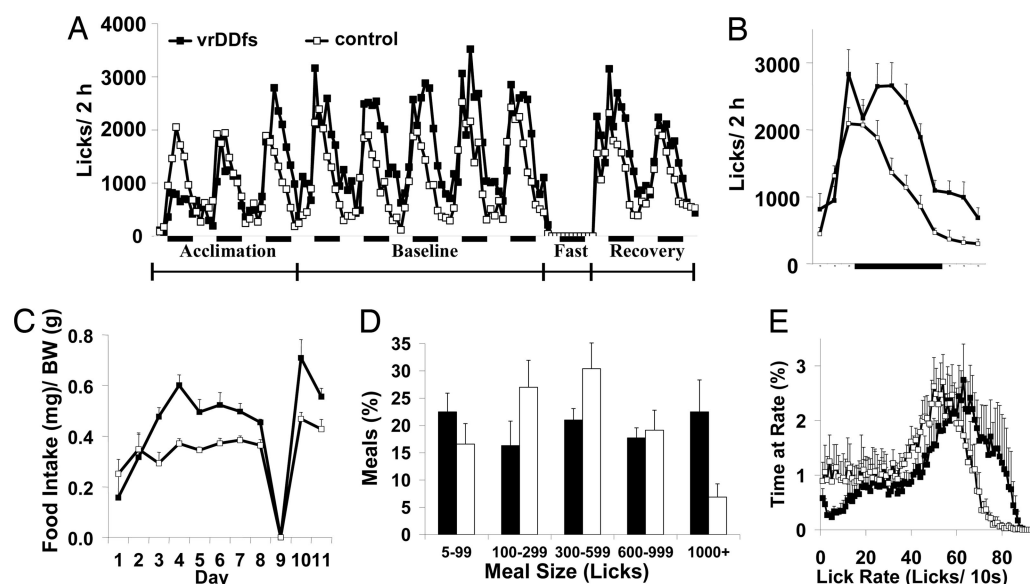 A
vrDDfs control
Licks/ 2 h
4000
3000
2000
1000
0
Acclimation Baseline Fast Recovery
B
Licks/ 2 h
3000
2000
1000
0
C
Food Intake (mg)/ BW (g)
0.8
0.6
0.4
0.2
0.0
1 2 3 4 5 6 7 8 9 10 11
Day
D
Meals (%)
40
35
30
25
20
15
10
5
0
5-99 100-299 300-599 600-999 1000+
Meal Size (Licks)
E
Time at Rate (%)
3
2
1
0
0 20 40 60 80
Lick Rate (Licks/ 10s)